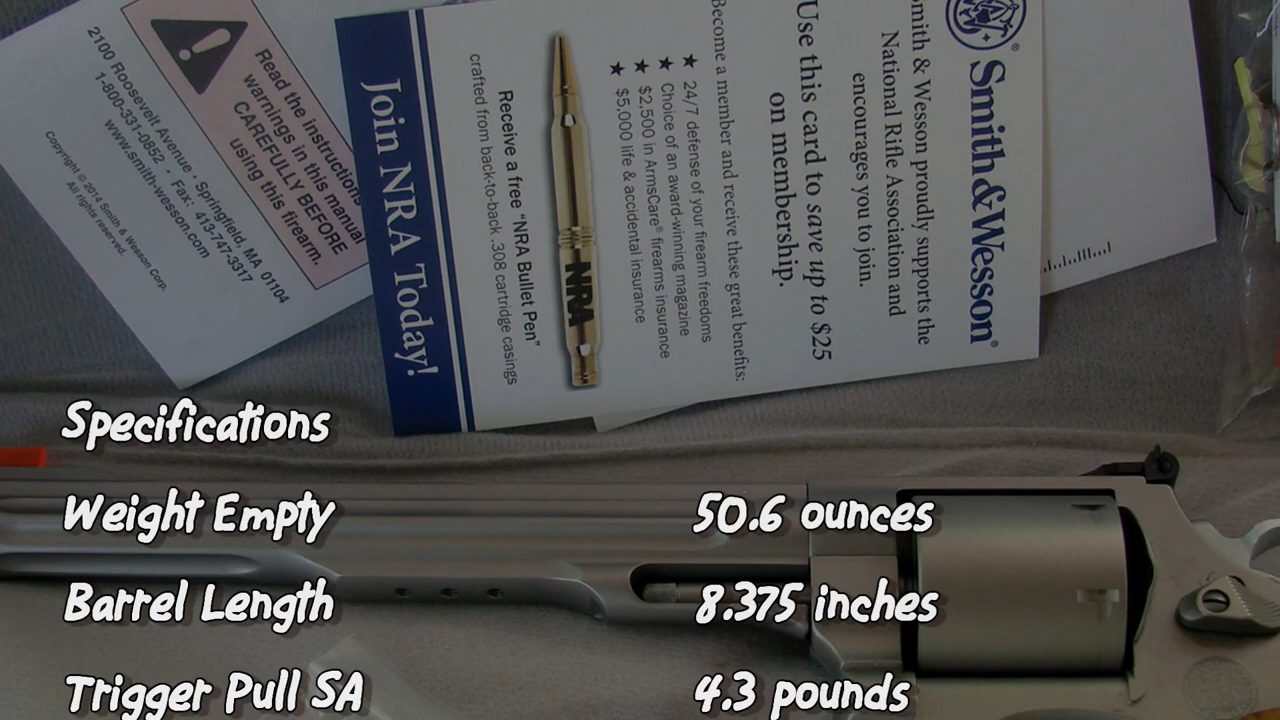 2100 Roosevelt Avenue • Springfield, MA 01104
1-800-331-0852 • Fax: 413-747-3317
www.smith-wesson.com
copyright © 2014 Smith & Wesson Corp.
All rights reserved.
Read the instructions
warnings in this manual
CAREFULLY BEFORE
using this firearm.
Smith&Wesson®
mith & Wesson proudly supports the
National Rifle Association and
encourages you to join.
Use this card to save up to $25
on membership.
Become a member and receive these great benefits:
★ 24/7 defense of your firearm freedoms
★ Choice of an award-winning magazine
★ $2,500 in ArmsCare® firearms insurance
★ $5,000 life & accidental insurance
NRA
Receive a free “NRA Bullet Pen”
crafted from back-to-back .308 cartridge casings
Join NRA Today!
Specifications
Weight Empty 50.6 ounces
Barrel Length 8.375 inches
Trigger Pull SA 4.3 pounds